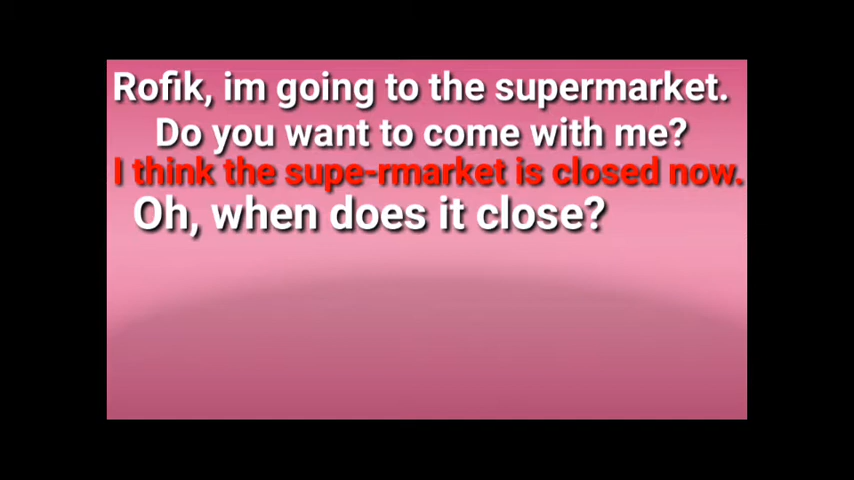 Rofik, im going to the supermarket.
Do you want to come with me?
I think the supe-rmarket is closed now.
Oh, when does it close?